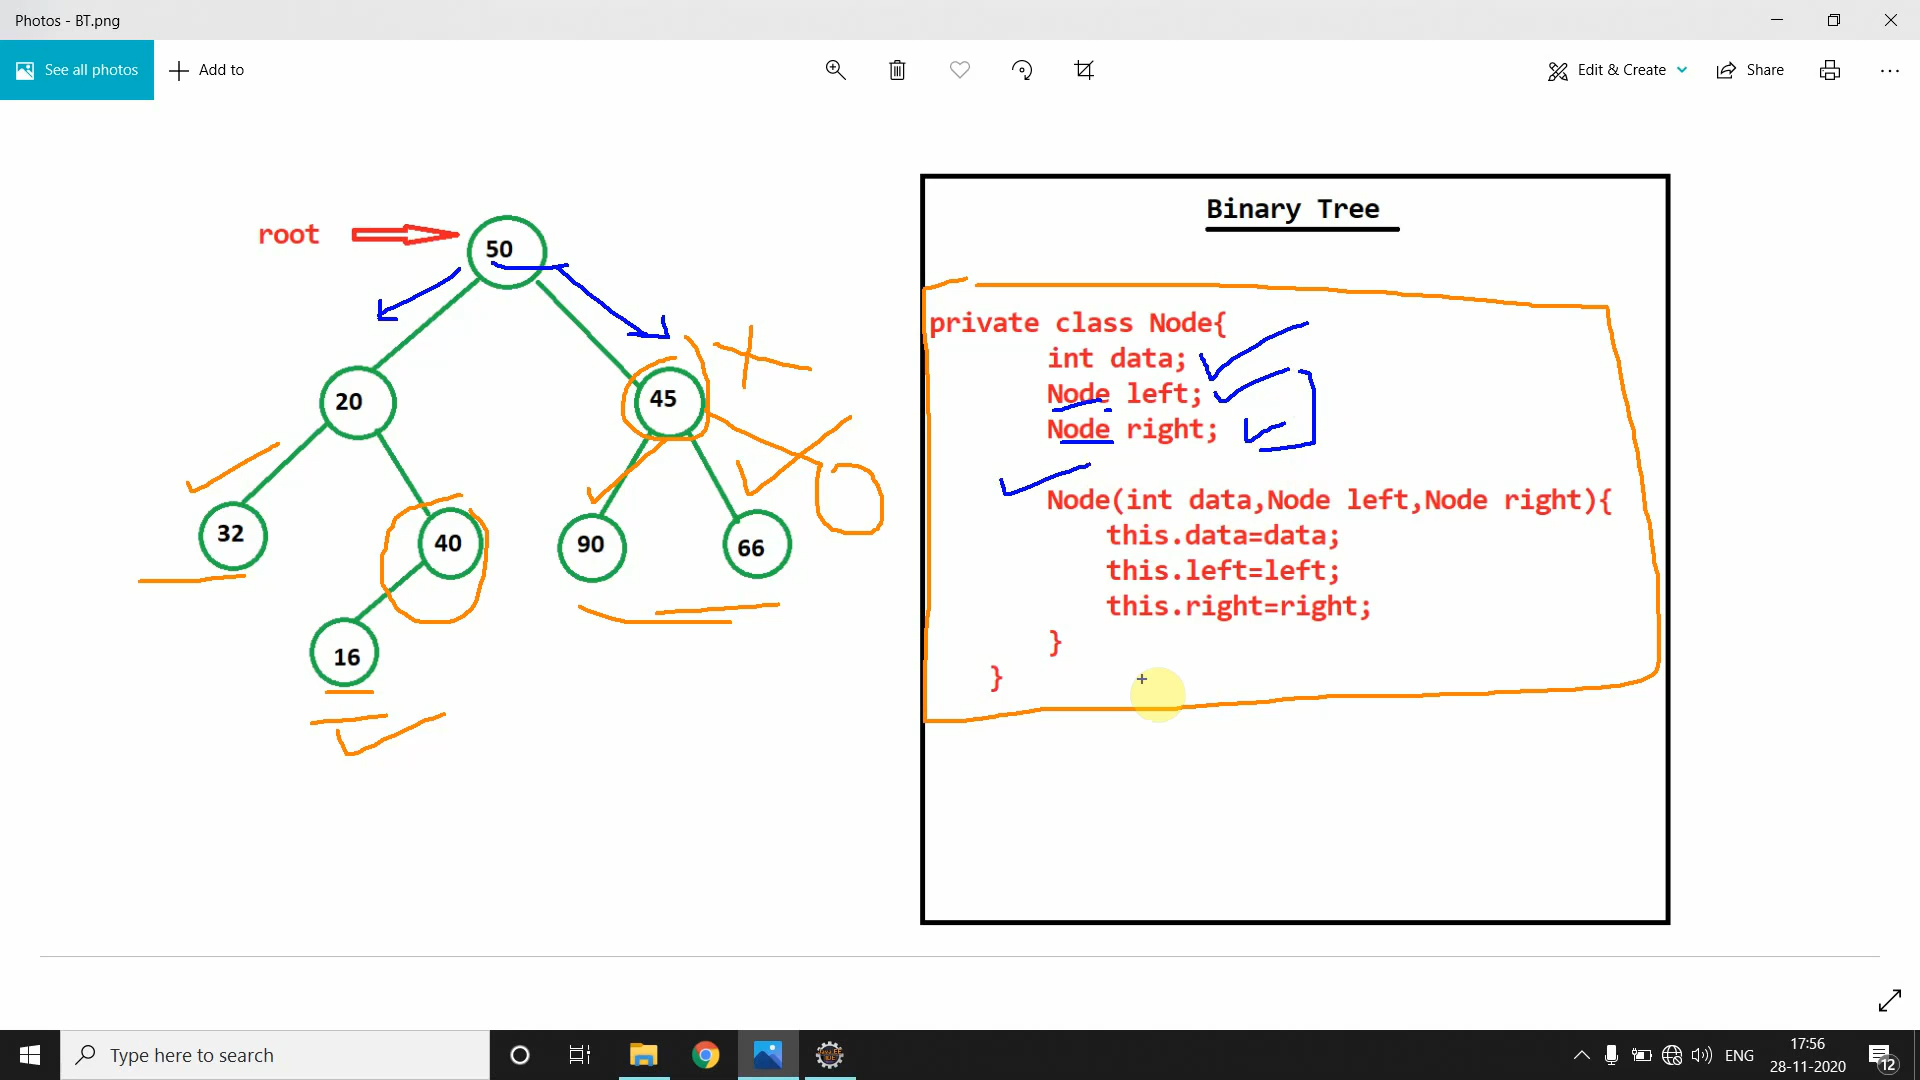 Photos - BT.png
See all photos
Add to
Edit & Create
Share
root
50
20
45
32
40
90
66
16
Binary Tree
private class Node{
int data;
Node left;
Node right;
Node(int data,Node left,Node right){
this.data=data;
this.left=left;
this.right=right;
}
}
Type here to search
ENG
17:56
28-11-2020
12